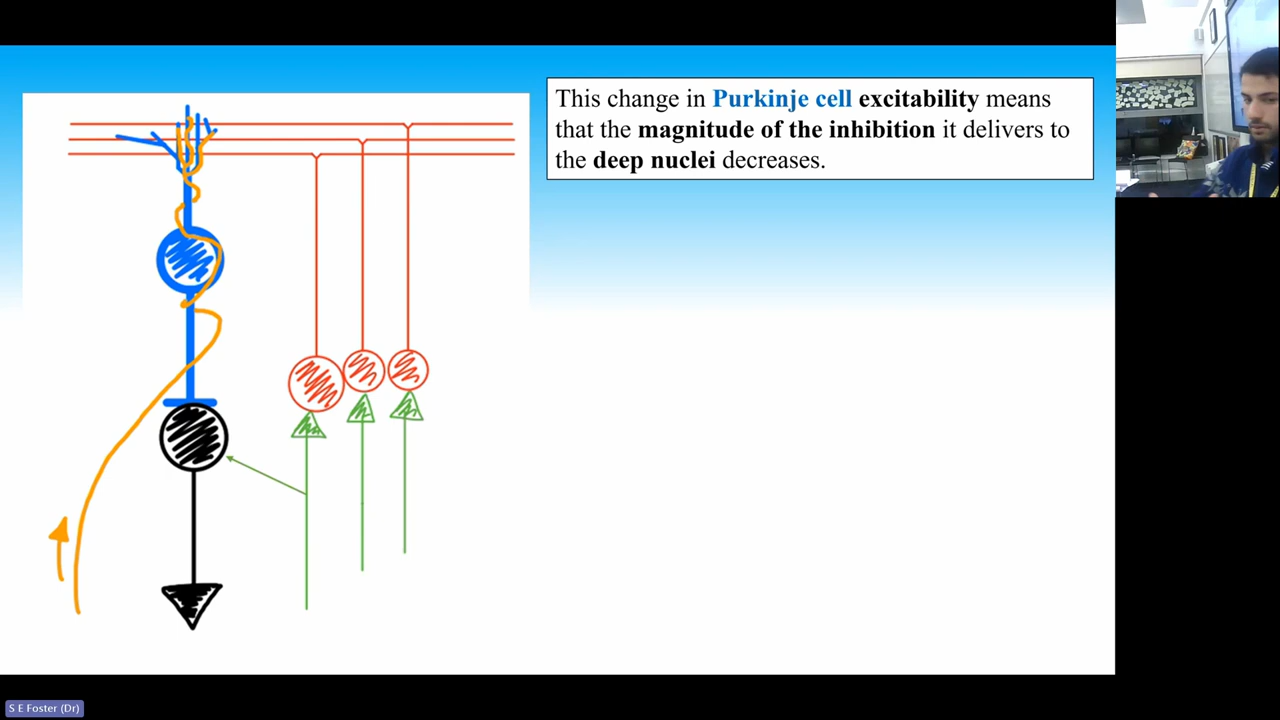 This change in Purkinje cell excitability means
that the magnitude of the inhibition it delivers to
the deep nuclei decreases.
S E Foster (Dr)